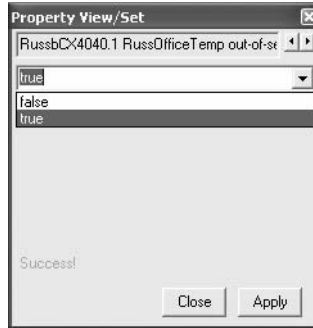 Property View/Set
RussbCX4040.1 RussOfficeTemp out-of-se
true
false
true
Success!
Close Apply